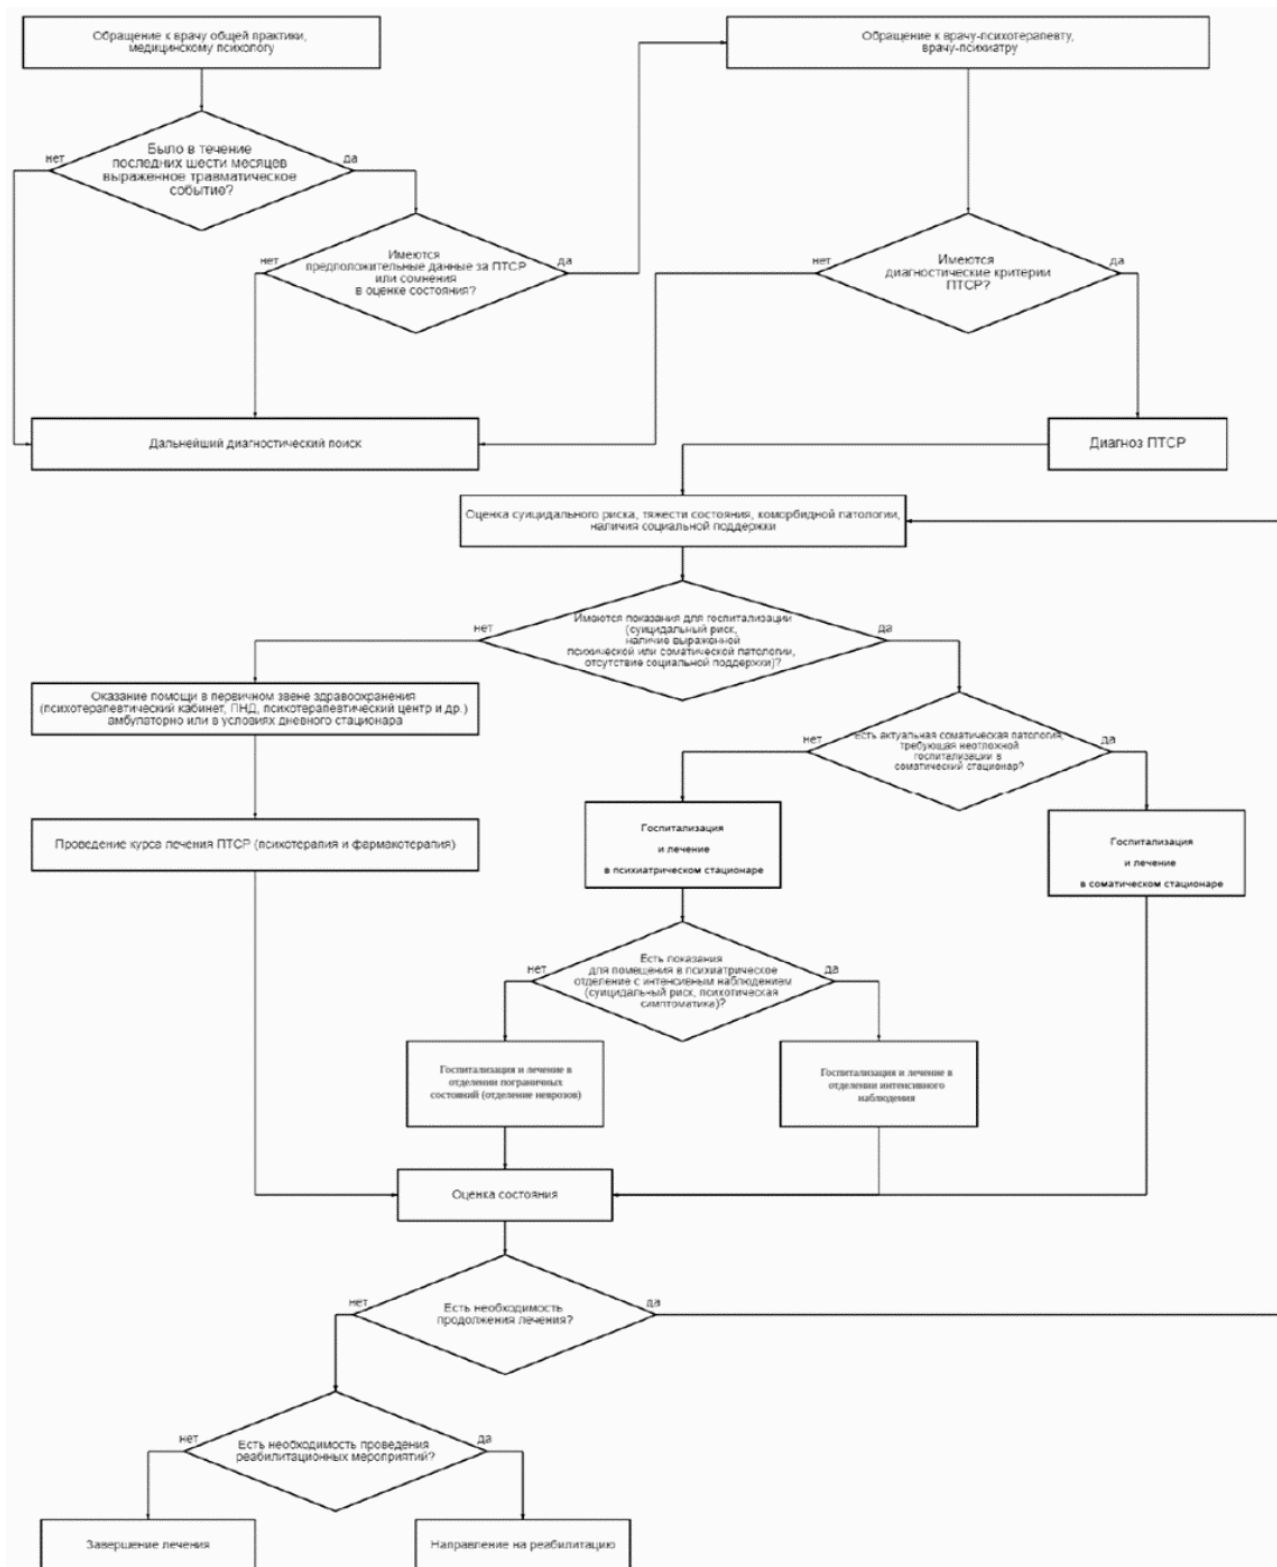 Обращение к врачу общей практики,
медицинскому психологу
Обращение к врачу-психотерапевту,
врачу-психиатру
нет
Было в течение
последних шести месяцев
выраженное травматическое
событие?
да
нет
Имеются
предположительные данные за ПТСР
или сомнения
в оценке состояния?
да
нет
Имеются
диагностические критерии
ПТСР?
да
Дальнейший диагностический поиск
Диагноз ПТСР
Оценка суицидального риска, тяжести состояния, коморбидной патологии,
наличия социальной поддержки
нет
Имеются показания для госпитализации
(суицидальный риск,
наличие выраженной
психической или соматической патологии,
отсутствие социальной поддержки)?
да
Оказание помощи в первичном звене здравоохранения
(психотерапевтический кабинет, ПНД, психотерапевтический центр и др.)
амбулаторно или в условиях дневного стационара
нет
Есть актуальная соматическая патология,
требующая неотложной
госпитализации в
соматический стационар?
да
Проведение курса лечения ПТСР (психотерапия и фармакотерапия)
Госпитализация
и лечение
в психиатрическом стационаре
Госпитализация
и лечение
в соматическом стационаре
нет
Есть показания
для помещения в психиатрическое
отделение с интенсивным наблюдением
(суицидальный риск, психотическая
симптоматика)?
да
Госпитализация и лечение в
отделении пограничных
состояний (отделение неврозов)
Госпитализация и лечение в
отделении интенсивного
наблюдения
Оценка состояния
нет
Есть необходимость
продолжения лечения?
да
нет
Есть необходимость проведения
реабилитационных мероприятий?
да
Завершение лечения
Направление на реабилитацию